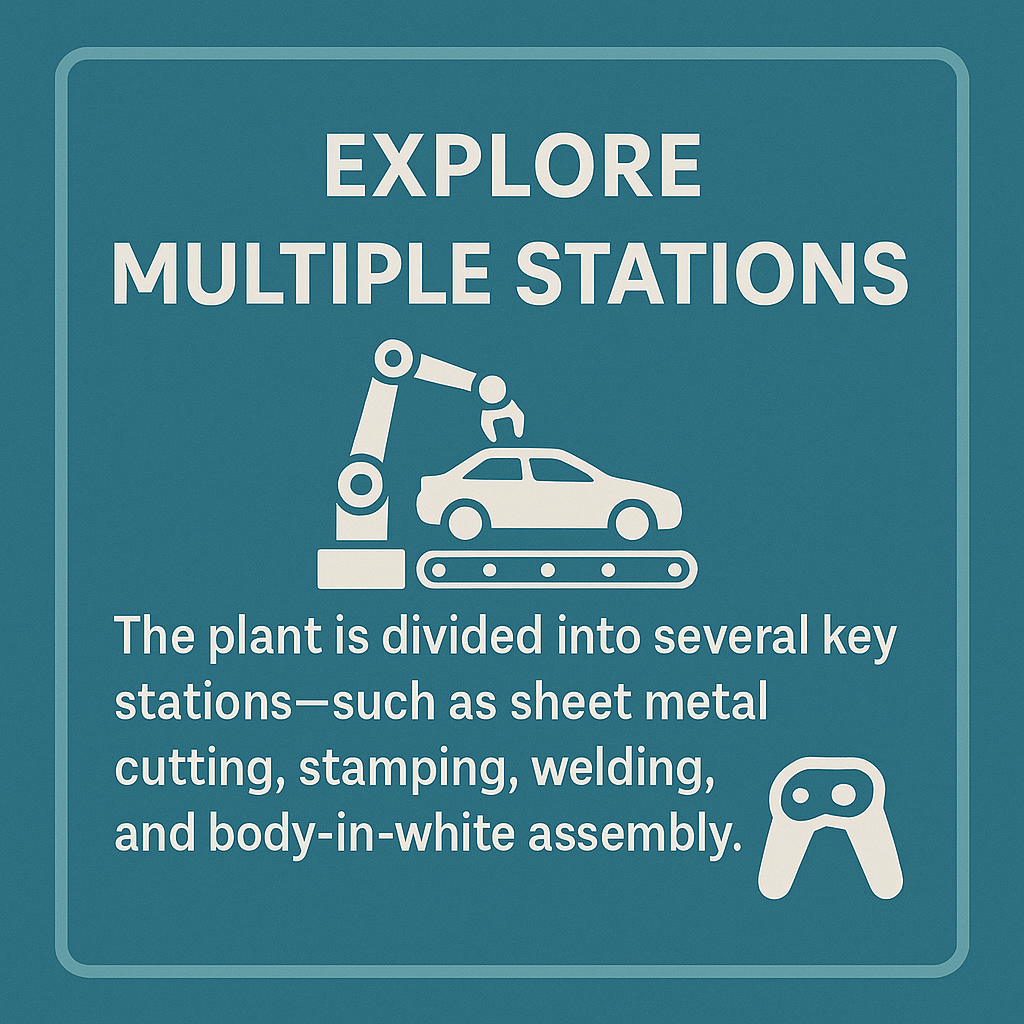 EXPLORE
MULTIPLE STATIONS
The plant is divided into several key
stations—such as sheet metal
cutting, stamping, welding,
and body-in-white assembly.